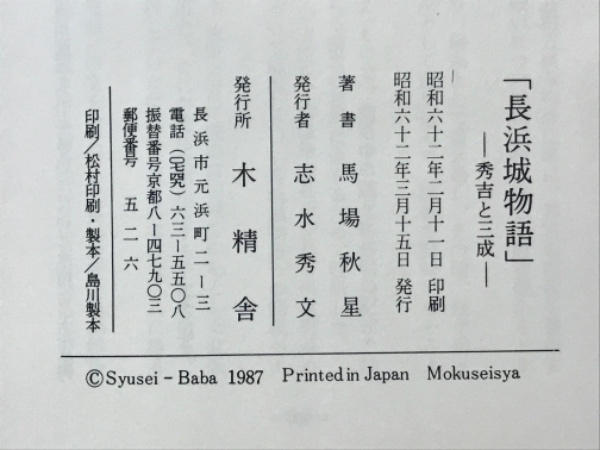 「長浜城物語」
―秀吉と三成―
昭和六十二年二月十一日 印刷
昭和六十二年三月十五日 発行
著書 馬場秋星
発行者 志水秀文
発行所 木精舎
長浜市元浜町二ー三
電話（〇七四九）六三ー五五〇八
振替番号京都八ー四七九〇三
郵便番号 五二六
印刷／松村印刷・製本／島川製本
©Syusei-Baba 1987 Printed in Japan Mokuseisya